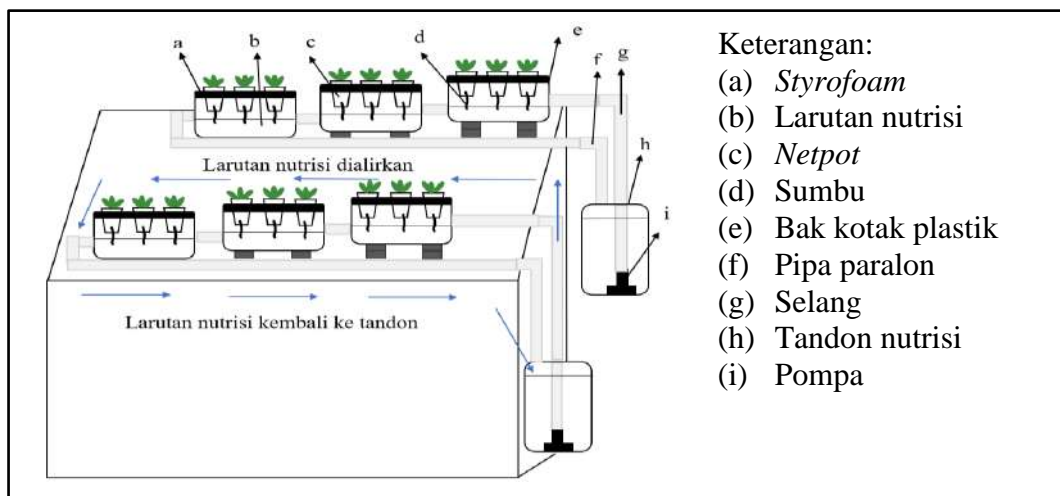 a
b
c
d
e
f
g
h
i
Larutan nutrisi dialirkan
Larutan nutrisi kembali ke tandon
Keterangan:
(a) Styrofoam
(b) Larutan nutrisi
(c) Netpot
(d) Sumbu
(e) Bak kotak plastik
(f) Pipa paralon
(g) Selang
(h) Tandon nutrisi
(i) Pompa